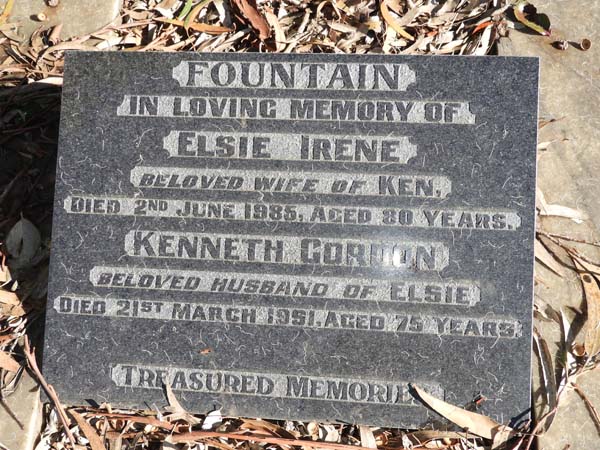 FOUNTAIN
IN LOVING MEMORY OF
ELSIE IRENE
BELOVED WIFE OF KEN.
DIED 2ND JUNE 1985, AGED 80 YEARS.
KENNETH GORDON
BELOVED HUSBAND OF ELSIE
DIED 21ST MARCH 1991, AGED 75 YEARS.
TREASURED MEMORIES